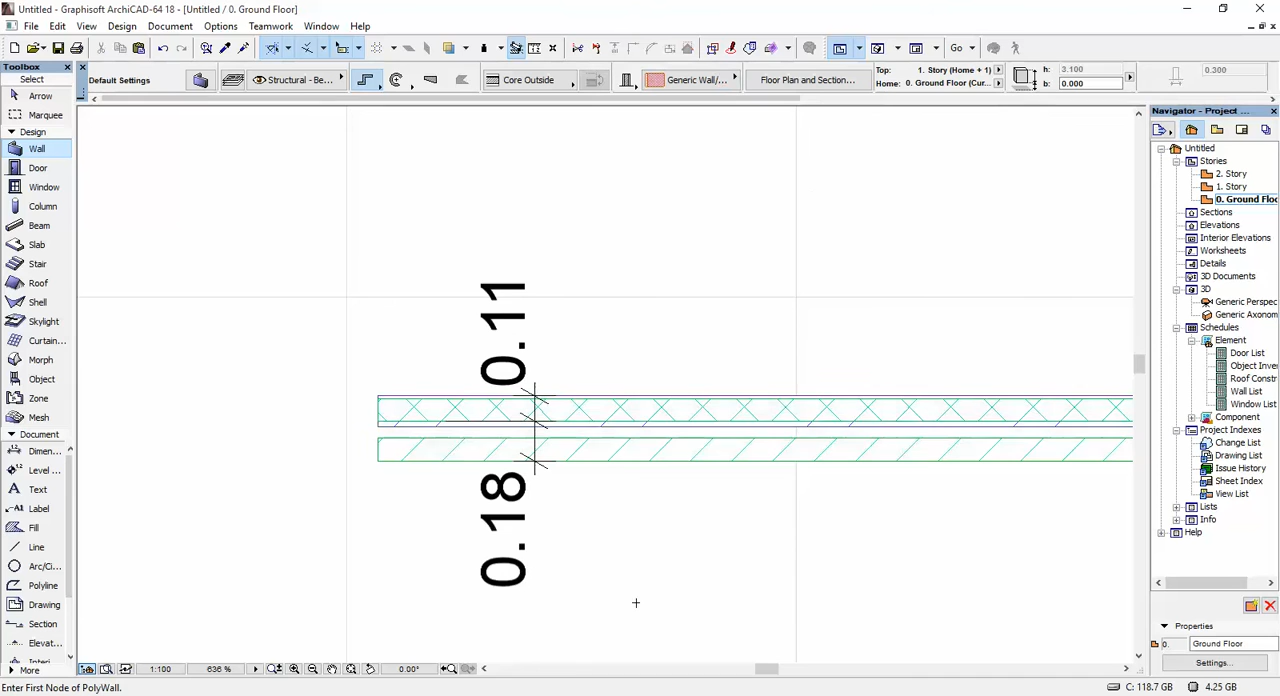 Untitled - Graphisoft ArchiCAD-64 18 - [Untitled / 0. Ground Floor]
File Edit View Design Document Options Teamwork Window Help
Go
Toolbox
Select
Arrow
Marquee
Design
Wall
Door
Window
Column
Beam
Slab
Stair
Roof
Shell
Skylight
Curtain...
Morph
Object
Zone
Mesh
Document
Dimen...
Level ...
Text
Label
Fill
Line
Arc/Ci...
Polyline
Drawing
Section
Elevat...
More
Default Settings
Structural - Be...
Core Outside
Generic Wall/...
Floor Plan and Section...
Top: 1. Story (Home + 1)
Home: 0. Ground Floor (Cur...
h: 3.100
b: 0.000
0.300
0.11
0.18
Navigator - Project ...
Untitled
Stories
2. Story
1. Story
0. Ground Floo
Sections
Elevations
Interior Elevations
Worksheets
Details
3D Documents
3D
Generic Perspe
Generic Axonom
Schedules
Element
Door List
Object Inve
Roof Constr
Wall List
Window List
Component
Project Indexes
Change List
Drawing List
Issue History
Sheet Index
View List
Lists
Info
Help
Properties
0. Ground Floor
Settings...
1:100 636 % 0.00°
Enter First Node of PolyWall.
C: 118.7 GB 4.25 GB